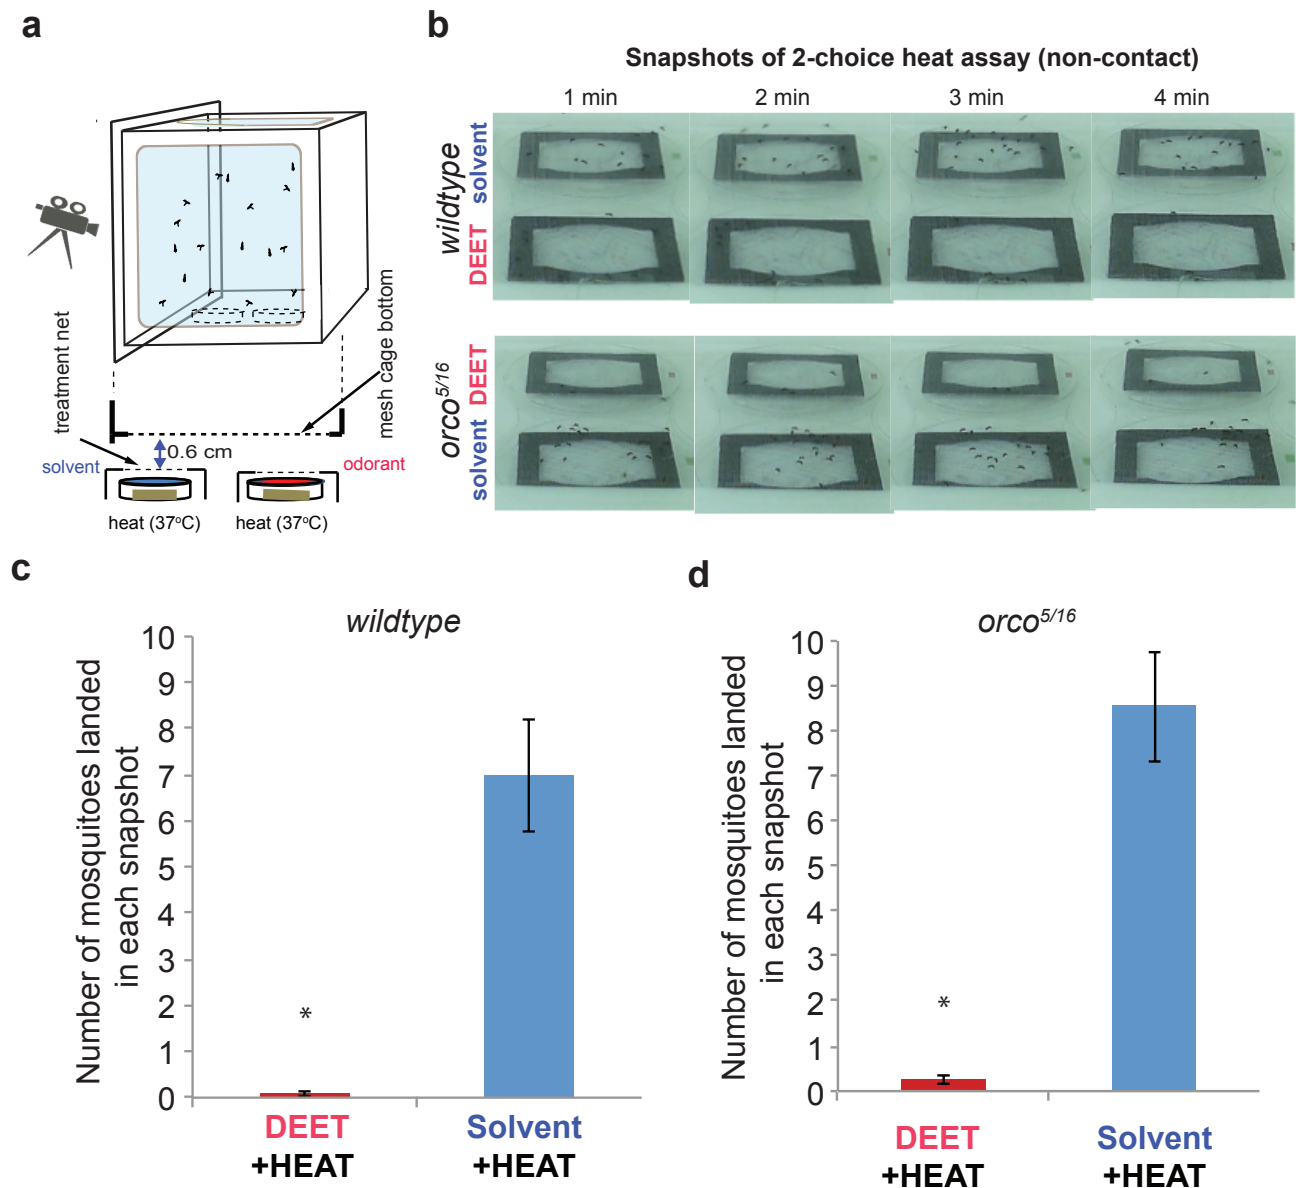 a
treatment net
mesh cage bottom
0.6 cm
solvent
odorant
heat (37°C)
heat (37°C)
b
Snapshots of 2-choice heat assay (non-contact)
1 min
2 min
3 min
4 min
wildtype
solvent
DEET
orco5/16
DEET
solvent
c
wildtype
Number of mosquitoes landed
in each snapshot
10
9
8
7
6
5
4
3
2
1
0
*
DEET
+HEAT
Solvent
+HEAT
d
orco5/16
Number of mosquitoes landed
in each snapshot
10
9
8
7
6
5
4
3
2
1
0
*
DEET
+HEAT
Solvent
+HEAT